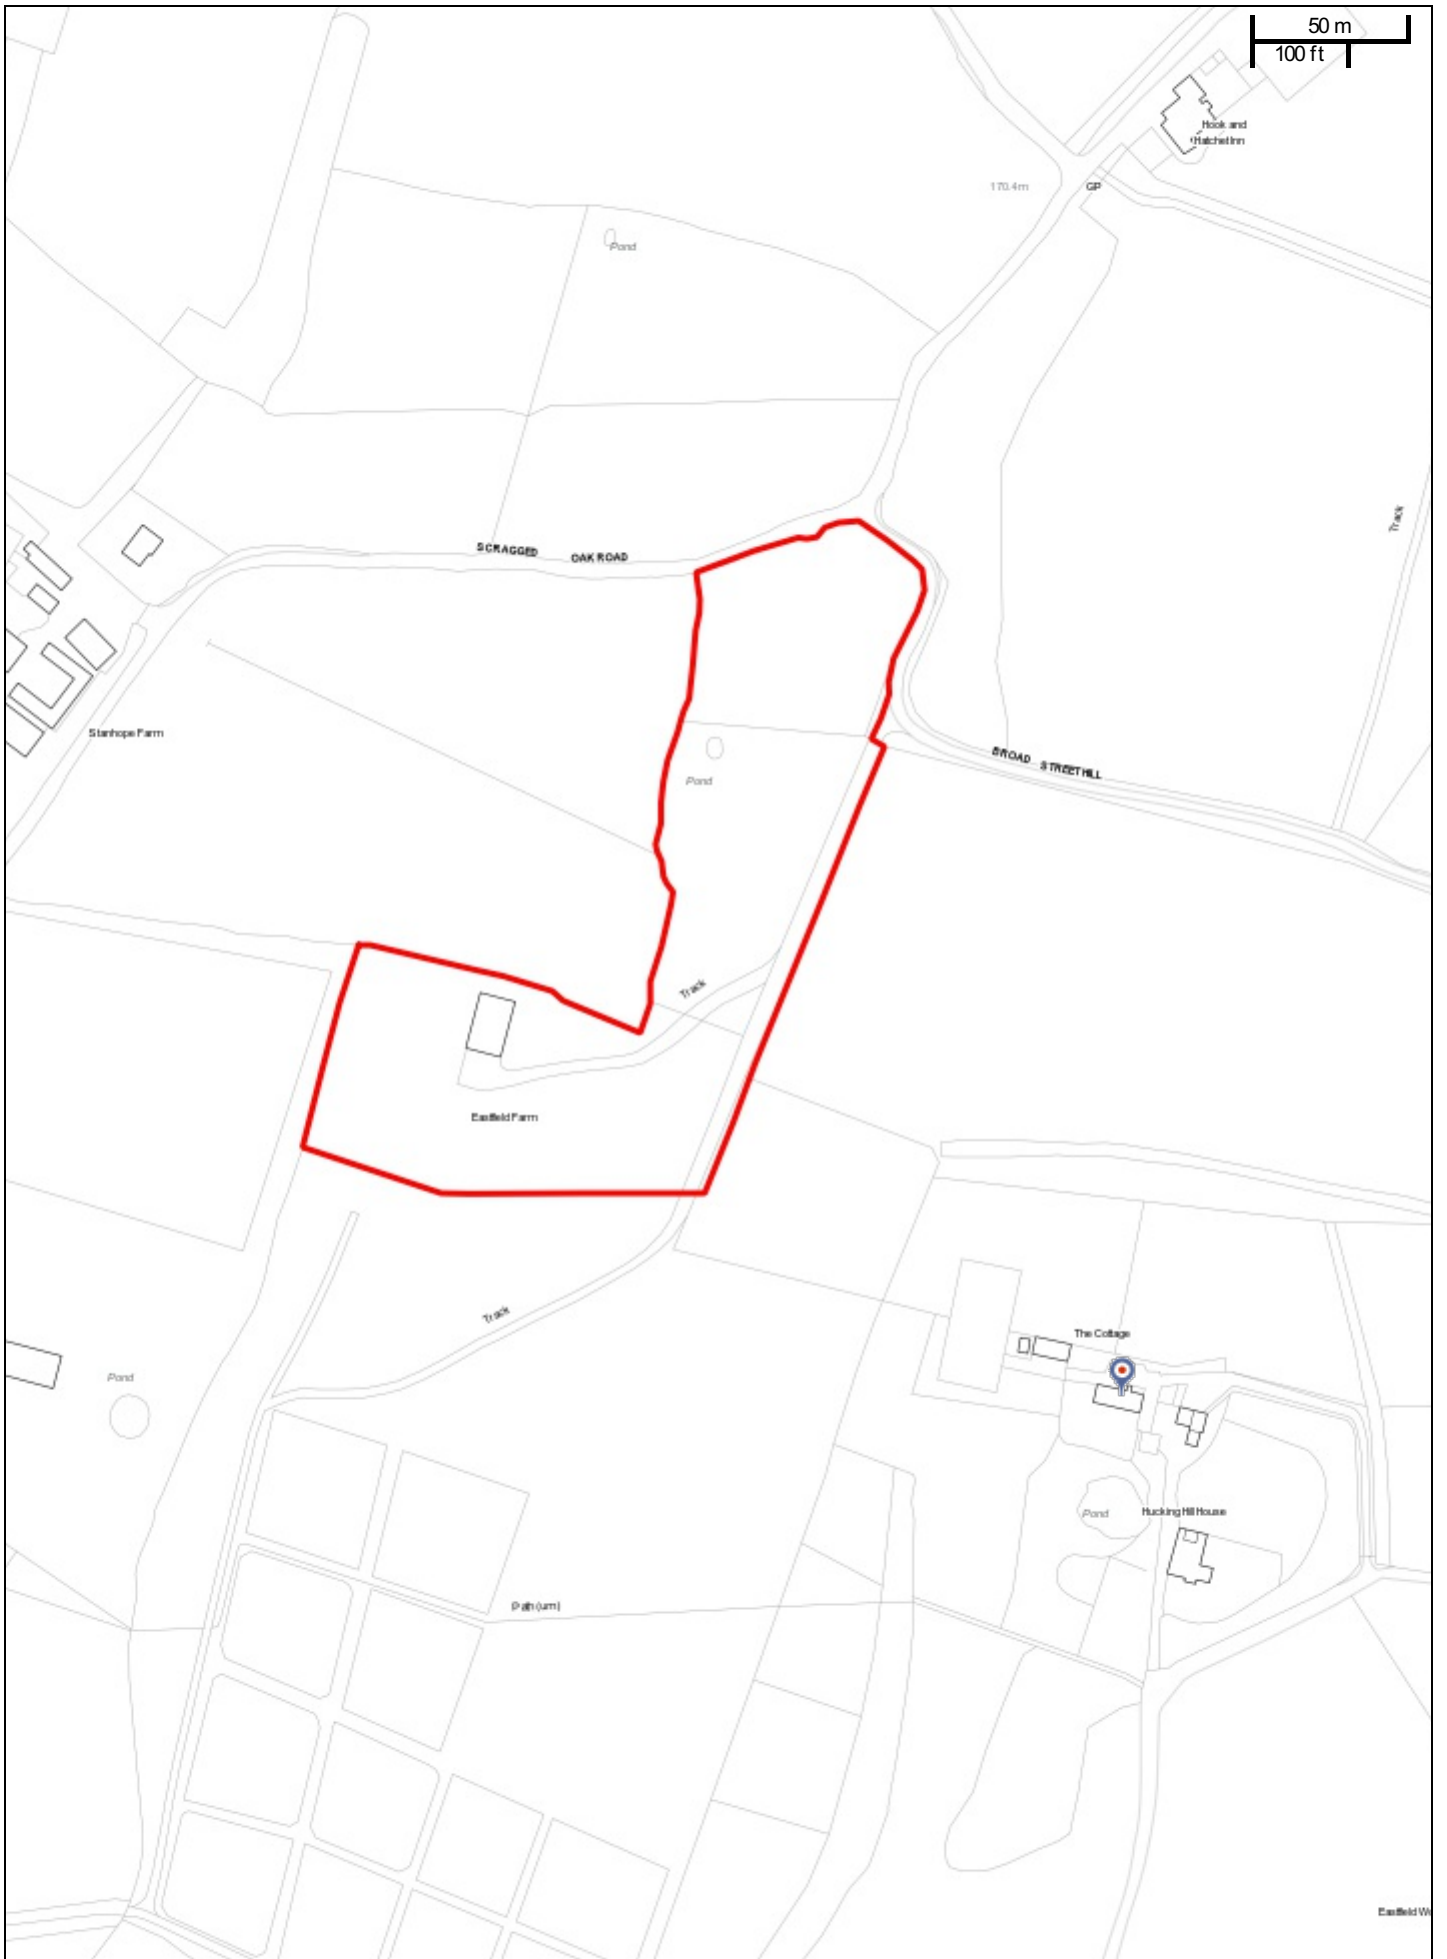 50 m
100 ft
Hook and
Hatchet Inn
170.4m
GP
Pond
Track
SCRAGGED OAK ROAD
Stanhope Farm
BROAD STREET HILL
Pond
Track
Eastfield Farm
Track
The Cottage
Pond
Pond
Hucking Hill House
Path (um)
Eastfield W